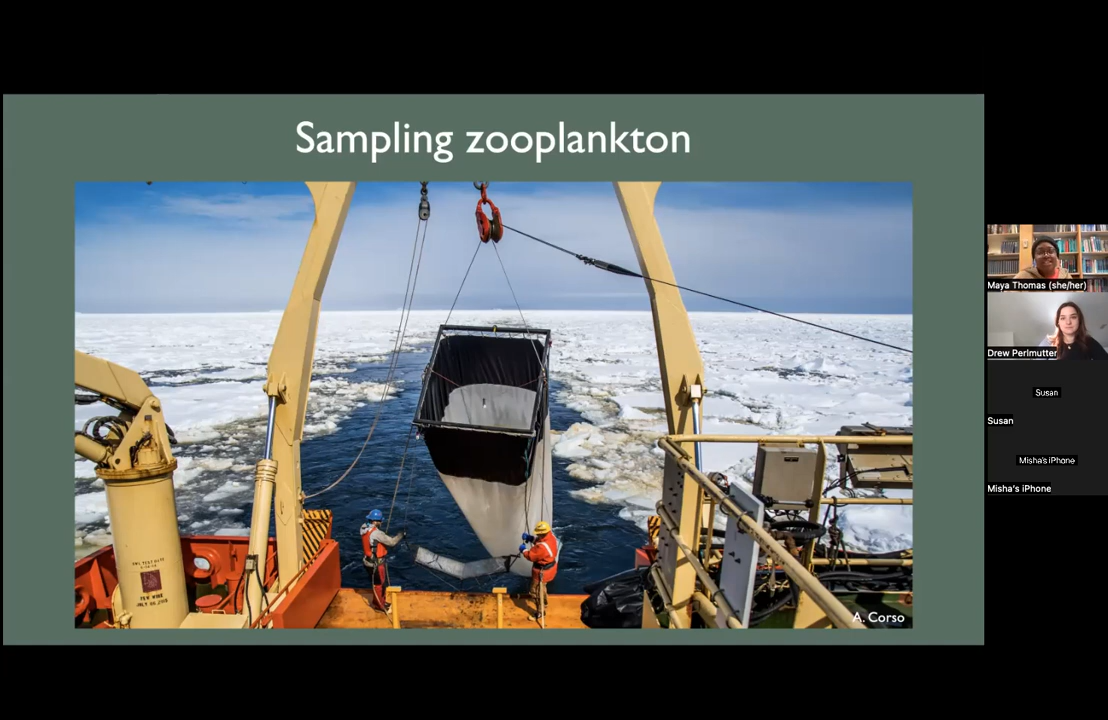 Sampling zooplankton
A. Corso
Maya Thomas (she/her)
Drew Perlmutter
Susan
Susan
Misha's iPhone
Misha's iPhone